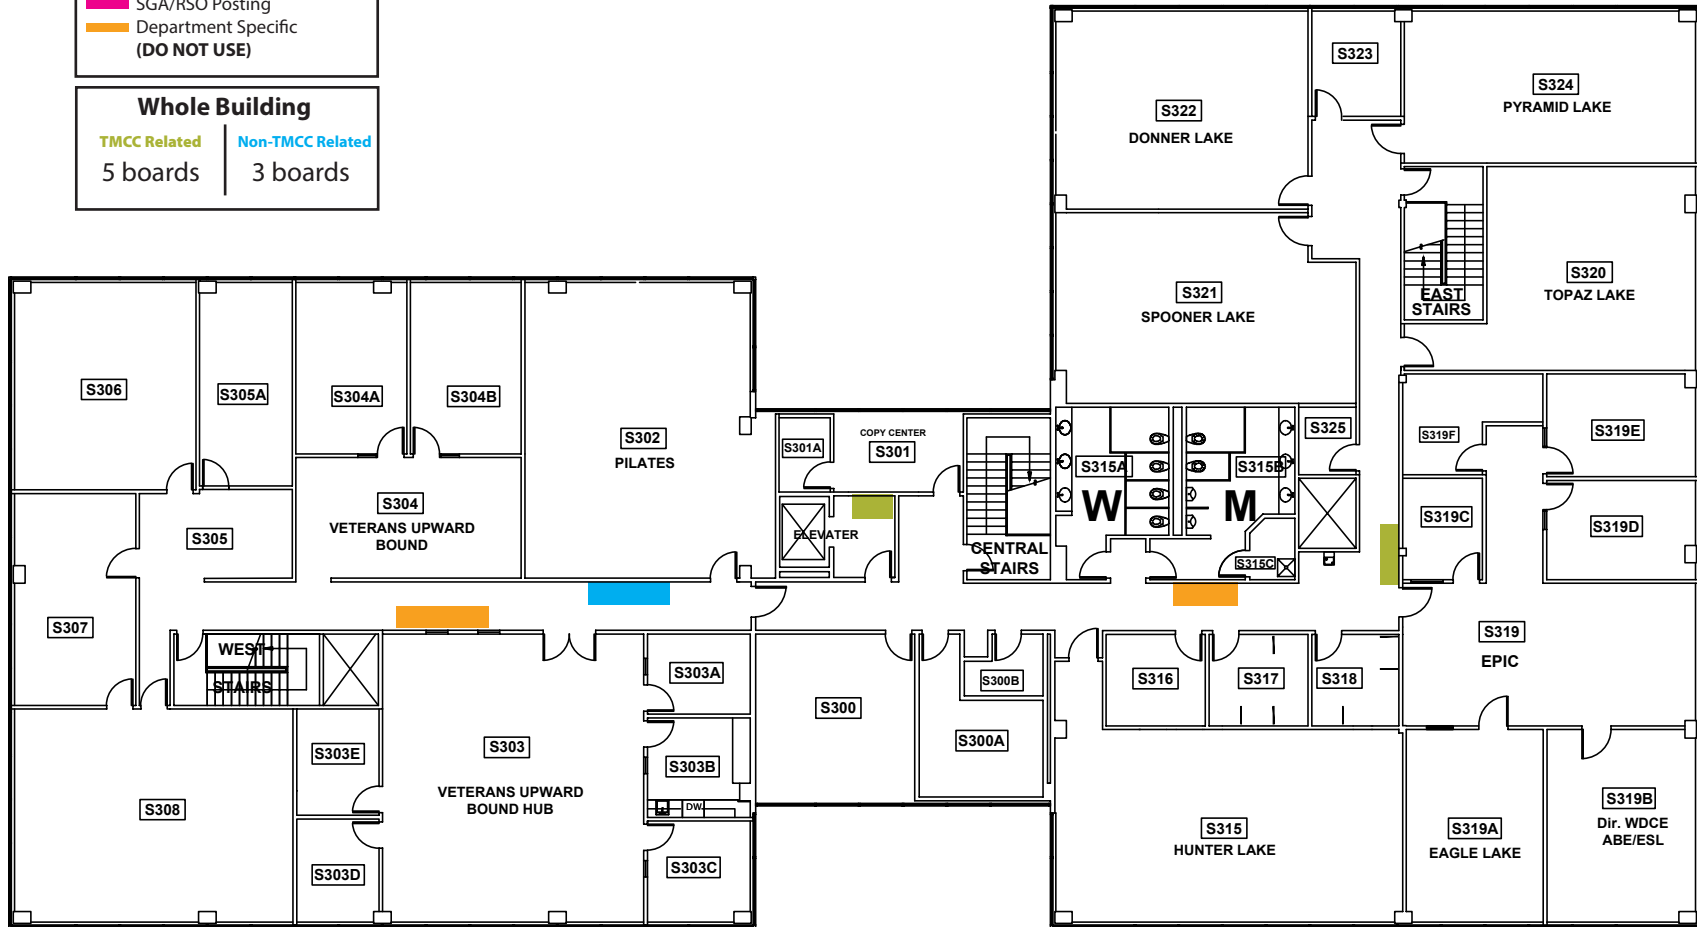 SGA/RSO Posting
Department Specific
(DO NOT USE)
Whole Building
TMCC Related
Non-TMCC Related
5 boards
3 boards
S322
DONNER LAKE
S323
S324
PYRAMID LAKE
S321
SPOONER LAKE
EAST
STAIRS
S320
TOPAZ LAKE
S306
S305A
S304A
S304B
S302
PILATES
COPY CENTER
S301A
S301
S315A
S315B
S325
S319F
S319E
S304
VETERANS UPWARD
BOUND
S305
ELEVATER
CENTRAL
STAIRS
W
M
S315C
S319C
S319D
S307
WEST
STAIRS
S303A
S300B
S316
S317
S318
S319
EPIC
S300
S300A
S303E
S303
VETERANS UPWARD
BOUND HUB
S303B
DW
S308
S303D
S303C
S315
HUNTER LAKE
S319A
EAGLE LAKE
S319B
Dir. WDCE
ABE/ESL